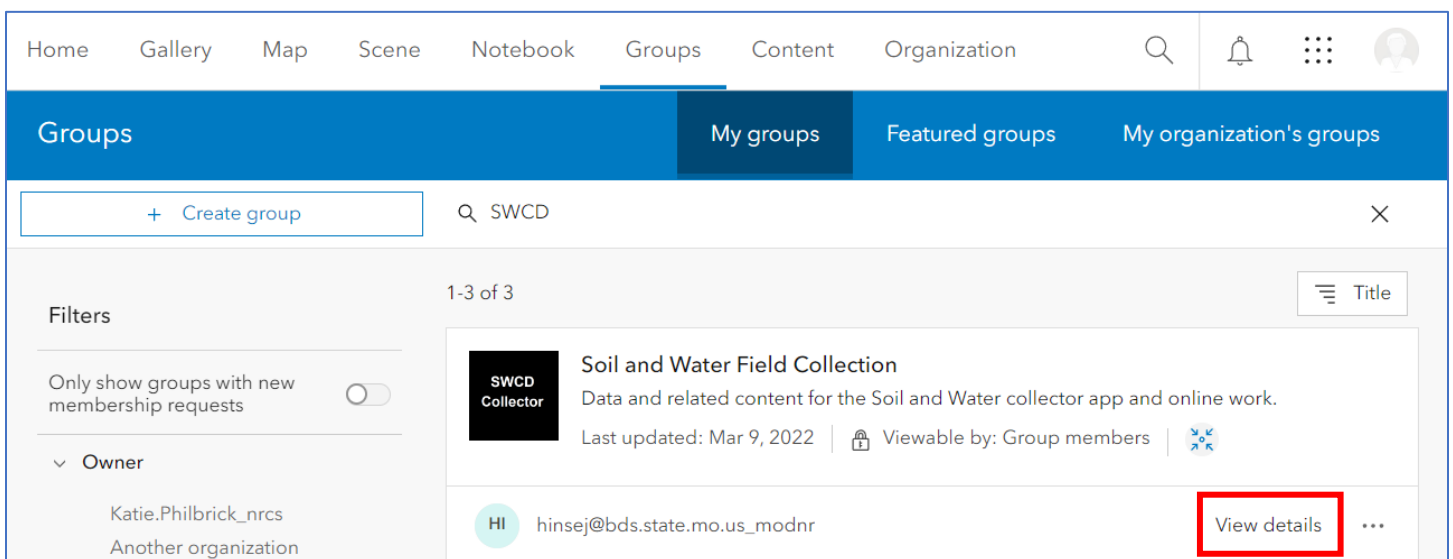 Home Gallery Map Scene Notebook Groups Content Organization
Groups My groups Featured groups My organization's groups
+ Create group
SWCD
1-3 of 3
Title
Filters
Only show groups with new
membership requests
Owner
Katie.Philbrick_nrcs
Another organization
SWCD
Collector
Soil and Water Field Collection
Data and related content for the Soil and Water collector app and online work.
Last updated: Mar 9, 2022 Viewable by: Group members
HI hinsej@bds.state.mo.us_modnr View details ...